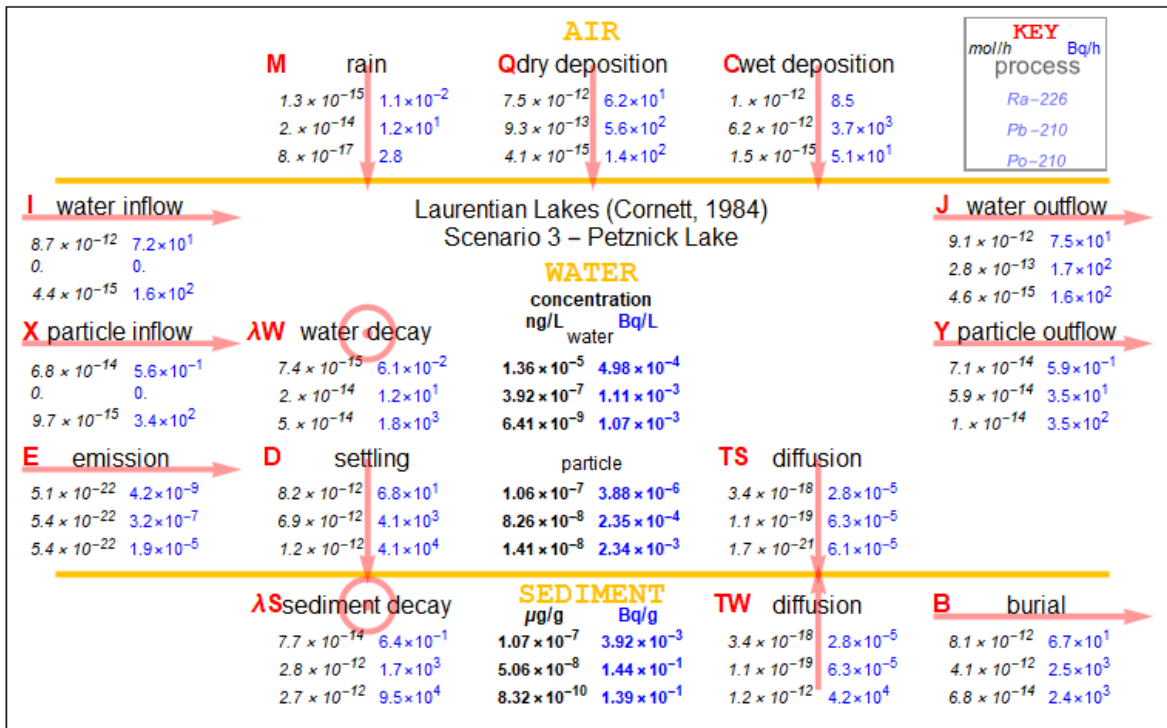 AIR
KEY
mol/h Bq/h
process
Ra-226
Pb-210
Po-210
M rain
1.3 × 10⁻¹⁵ 1.1×10⁻²
2. × 10⁻¹⁴ 1.2×10¹
8. × 10⁻¹⁷ 2.8
Q dry deposition
7.5 × 10⁻¹² 6.2×10¹
9.3 × 10⁻¹³ 5.6×10²
4.1 × 10⁻¹⁵ 1.4×10²
C wet deposition
1. × 10⁻¹² 8.5
6.2 × 10⁻¹² 3.7×10³
1.5 × 10⁻¹⁵ 5.1×10¹
I water inflow
8.7 × 10⁻¹² 7.2×10¹
0. 0.
4.4 × 10⁻¹⁵ 1.6×10²
Laurentian Lakes (Cornett, 1984)
Scenario 3 – Petznick Lake
J water outflow
9.1 × 10⁻¹² 7.5×10¹
2.8 × 10⁻¹³ 1.7×10²
4.6 × 10⁻¹⁵ 1.6×10²
WATER
concentration
ng/L Bq/L
water
1.36 × 10⁻⁵ 4.98 × 10⁻⁴
3.92 × 10⁻⁷ 1.11 × 10⁻³
6.41 × 10⁻⁹ 1.07 × 10⁻³
X particle inflow
6.8 × 10⁻¹⁴ 5.6×10⁻¹
0. 0.
9.7 × 10⁻¹⁵ 3.4×10²
λW water decay
7.4 × 10⁻¹⁵ 6.1×10⁻²
2. × 10⁻¹⁴ 1.2×10¹
5. × 10⁻¹⁴ 1.8×10³
Y particle outflow
7.1 × 10⁻¹⁴ 5.9×10⁻¹
5.9 × 10⁻¹⁴ 3.5×10¹
1. × 10⁻¹⁴ 3.5×10²
E emission
5.1 × 10⁻²² 4.2×10⁻⁹
5.4 × 10⁻²² 3.2×10⁻⁷
5.4 × 10⁻²² 1.9×10⁻⁵
D settling
8.2 × 10⁻¹² 6.8×10¹
6.9 × 10⁻¹² 4.1×10³
1.2 × 10⁻¹² 4.1×10⁴
particle
1.06 × 10⁻⁷ 3.88 × 10⁻⁶
8.26 × 10⁻⁸ 2.35 × 10⁻⁴
1.41 × 10⁻⁸ 2.34 × 10⁻³
TS diffusion
3.4 × 10⁻¹⁸ 2.8×10⁻⁵
1.1 × 10⁻¹⁹ 6.3×10⁻⁵
1.7 × 10⁻²¹ 6.1×10⁻⁵
λS sediment decay
7.7 × 10⁻¹⁴ 6.4×10⁻¹
2.8 × 10⁻¹² 1.7×10³
2.7 × 10⁻¹² 9.5×10⁴
SEDIMENT
μg/g Bq/g
1.07 × 10⁻⁷ 3.92 × 10⁻³
5.06 × 10⁻⁸ 1.44 × 10⁻¹
8.32 × 10⁻¹⁰ 1.39 × 10⁻¹
TW diffusion
3.4 × 10⁻¹⁸ 2.8×10⁻⁵
1.1 × 10⁻¹⁹ 6.3×10⁻⁵
1.2 × 10⁻¹² 4.2×10⁴
B burial
8.1 × 10⁻¹² 6.7×10¹
4.1 × 10⁻¹² 2.5×10³
6.8 × 10⁻¹⁴ 2.4×10³